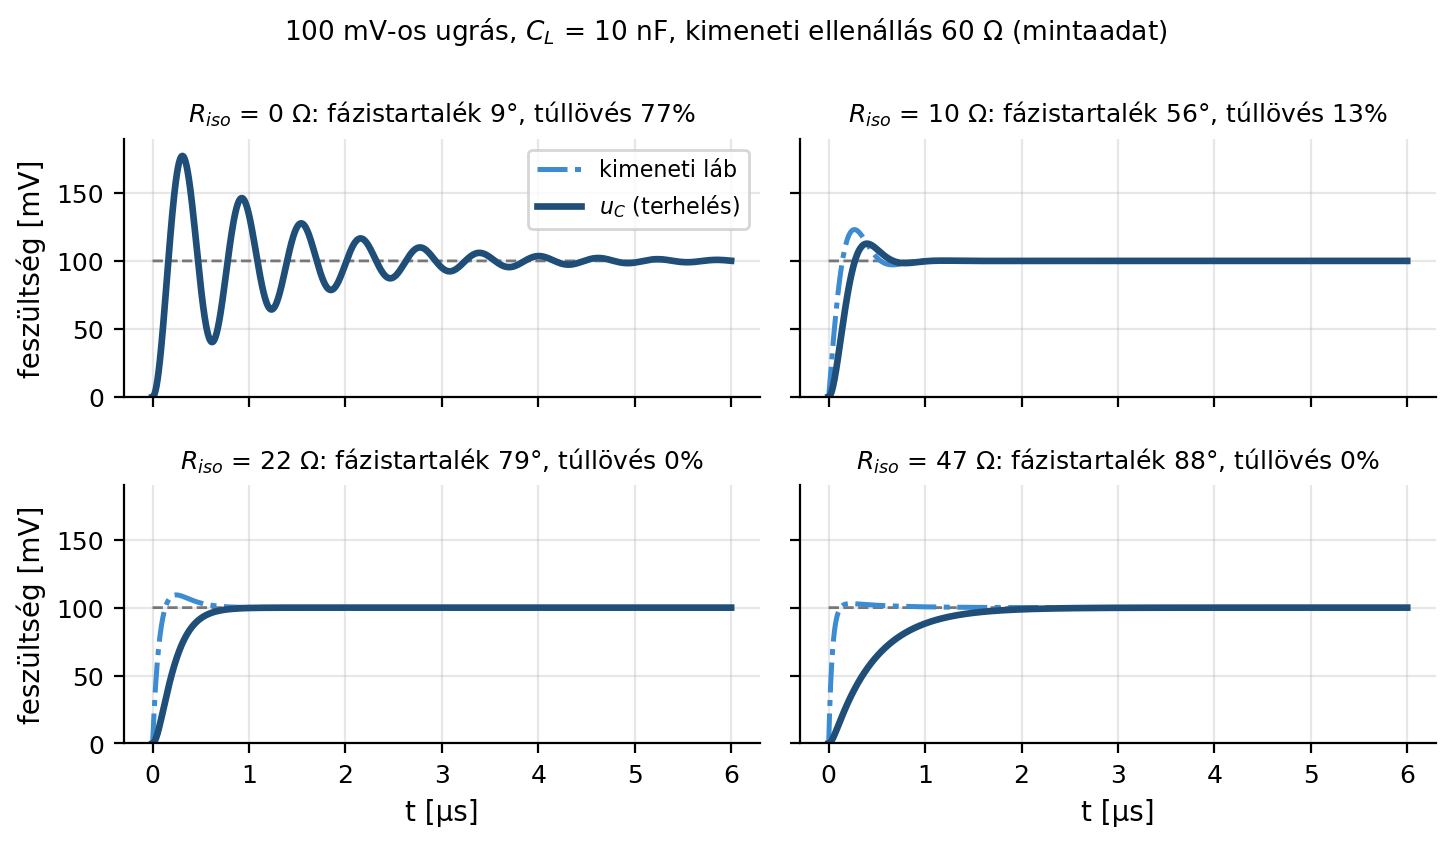 100 mV-os ugrás, C_L = 10 nF, kimeneti ellenállás 60 Ω (mintaadat)
R_iso = 0 Ω: fázistartalék 9°, túllövés 77%
kimeneti láb
u_C (terhelés)
feszültség [mV]
150
100
50
0
R_iso = 10 Ω: fázistartalék 56°, túllövés 13%
R_iso = 22 Ω: fázistartalék 79°, túllövés 0%
feszültség [mV]
150
100
50
0
0 1 2 3 4 5 6
t [µs]
R_iso = 47 Ω: fázistartalék 88°, túllövés 0%
0 1 2 3 4 5 6
t [µs]